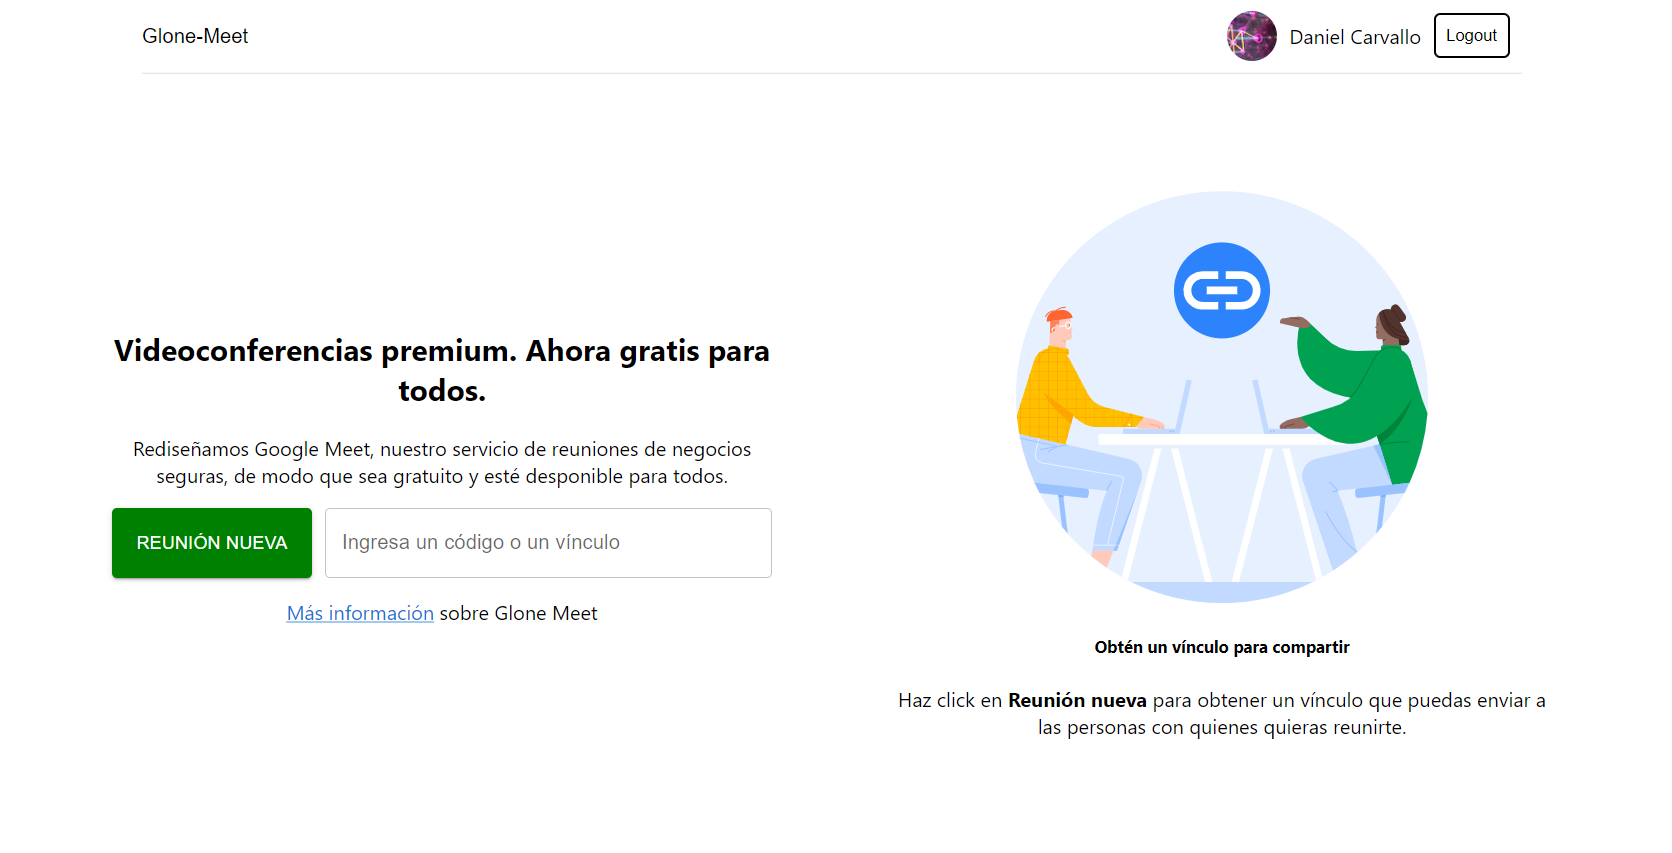 Glone-Meet
Daniel Carvallo
Logout
Videoconferencias premium. Ahora gratis para
todos.
Rediseñamos Google Meet, nuestro servicio de reuniones de negocios
seguras, de modo que sea gratuito y esté desponible para todos.
REUNIÓN NUEVA
Ingresa un código o un vínculo
Más información sobre Glone Meet
Obtén un vínculo para compartir
Haz click en Reunión nueva para obtener un vínculo que puedas enviar a
las personas con quienes quieras reunirte.